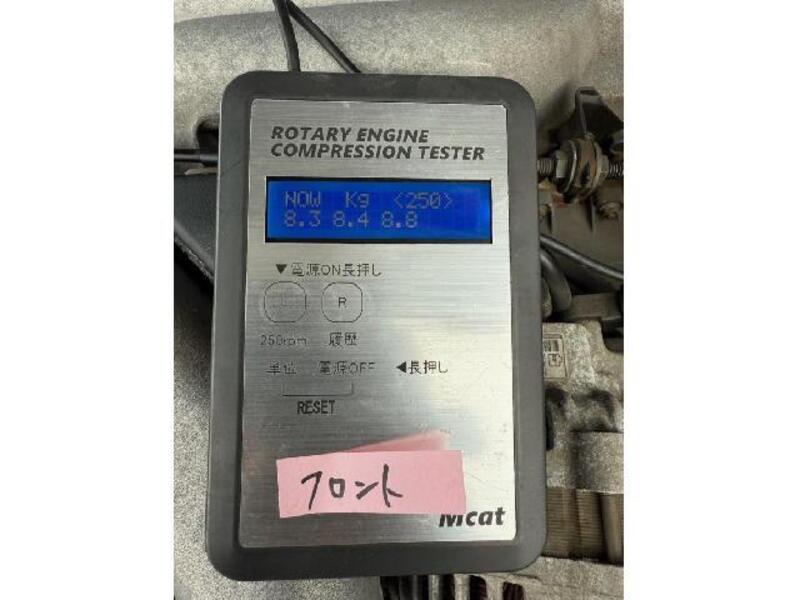 ROTARY ENGINE
COMPRESSION TESTER
NOW Kg <250>
8.3 8.4 8.8
▼電源ON長押し
R
250rpm 履歴
単位 電源OFF ◀長押し
RESET
フロント
Mcat